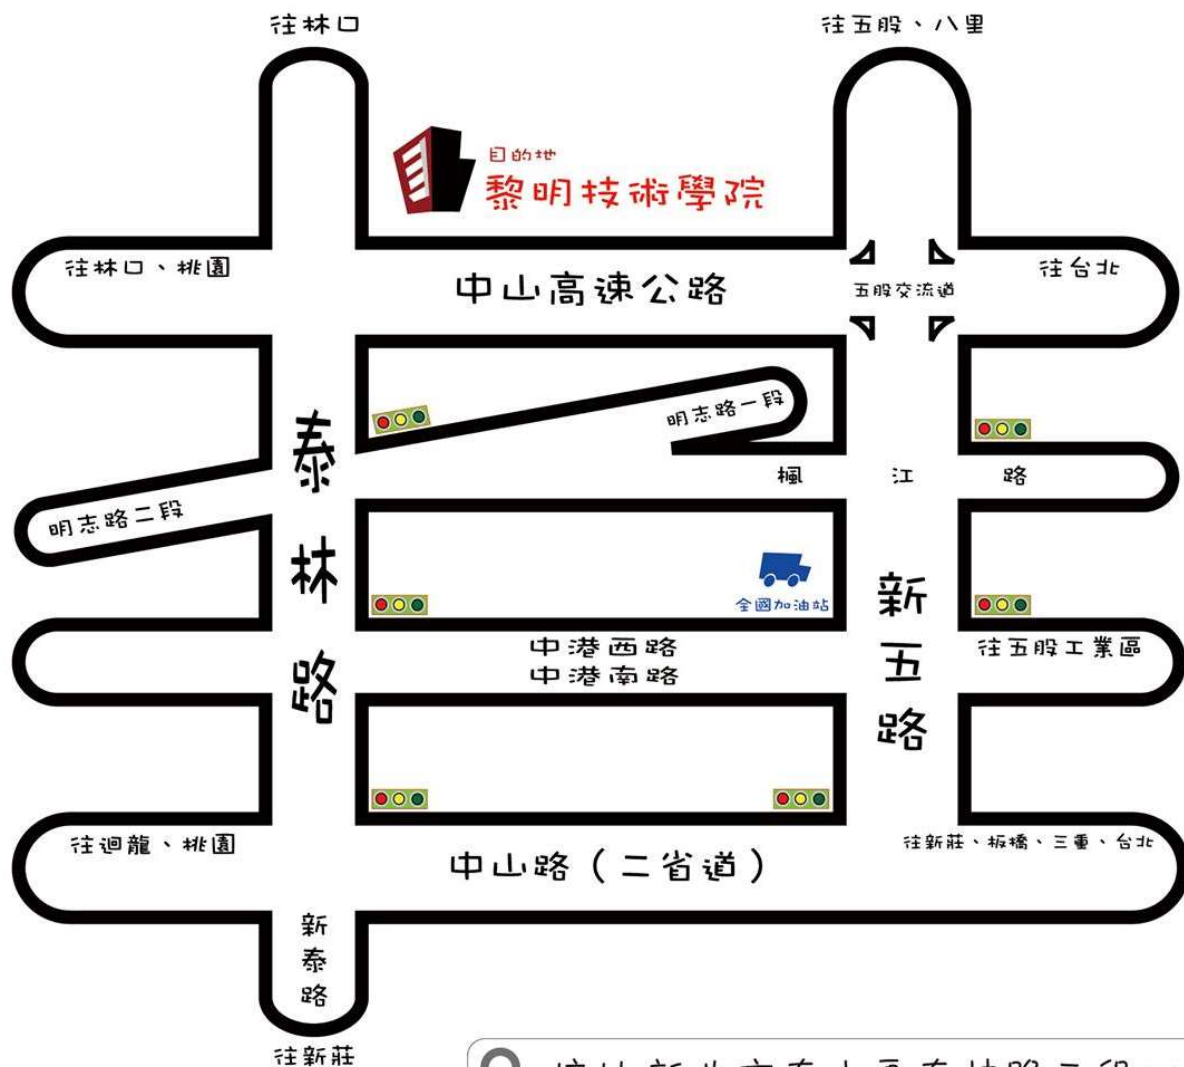 往林口
往五股、八里
目的地
黎明技術學院
往林口、桃園
中山高速公路
五股交流道
往台北
明志路一段
楓江路
明志路二段
泰林路
全國加油站
新五路
中港西路
中港南路
往五股工業區
往迴龍、桃園
中山路（二省道）
往新莊、板橋、三重、台北
新泰路
往新莊